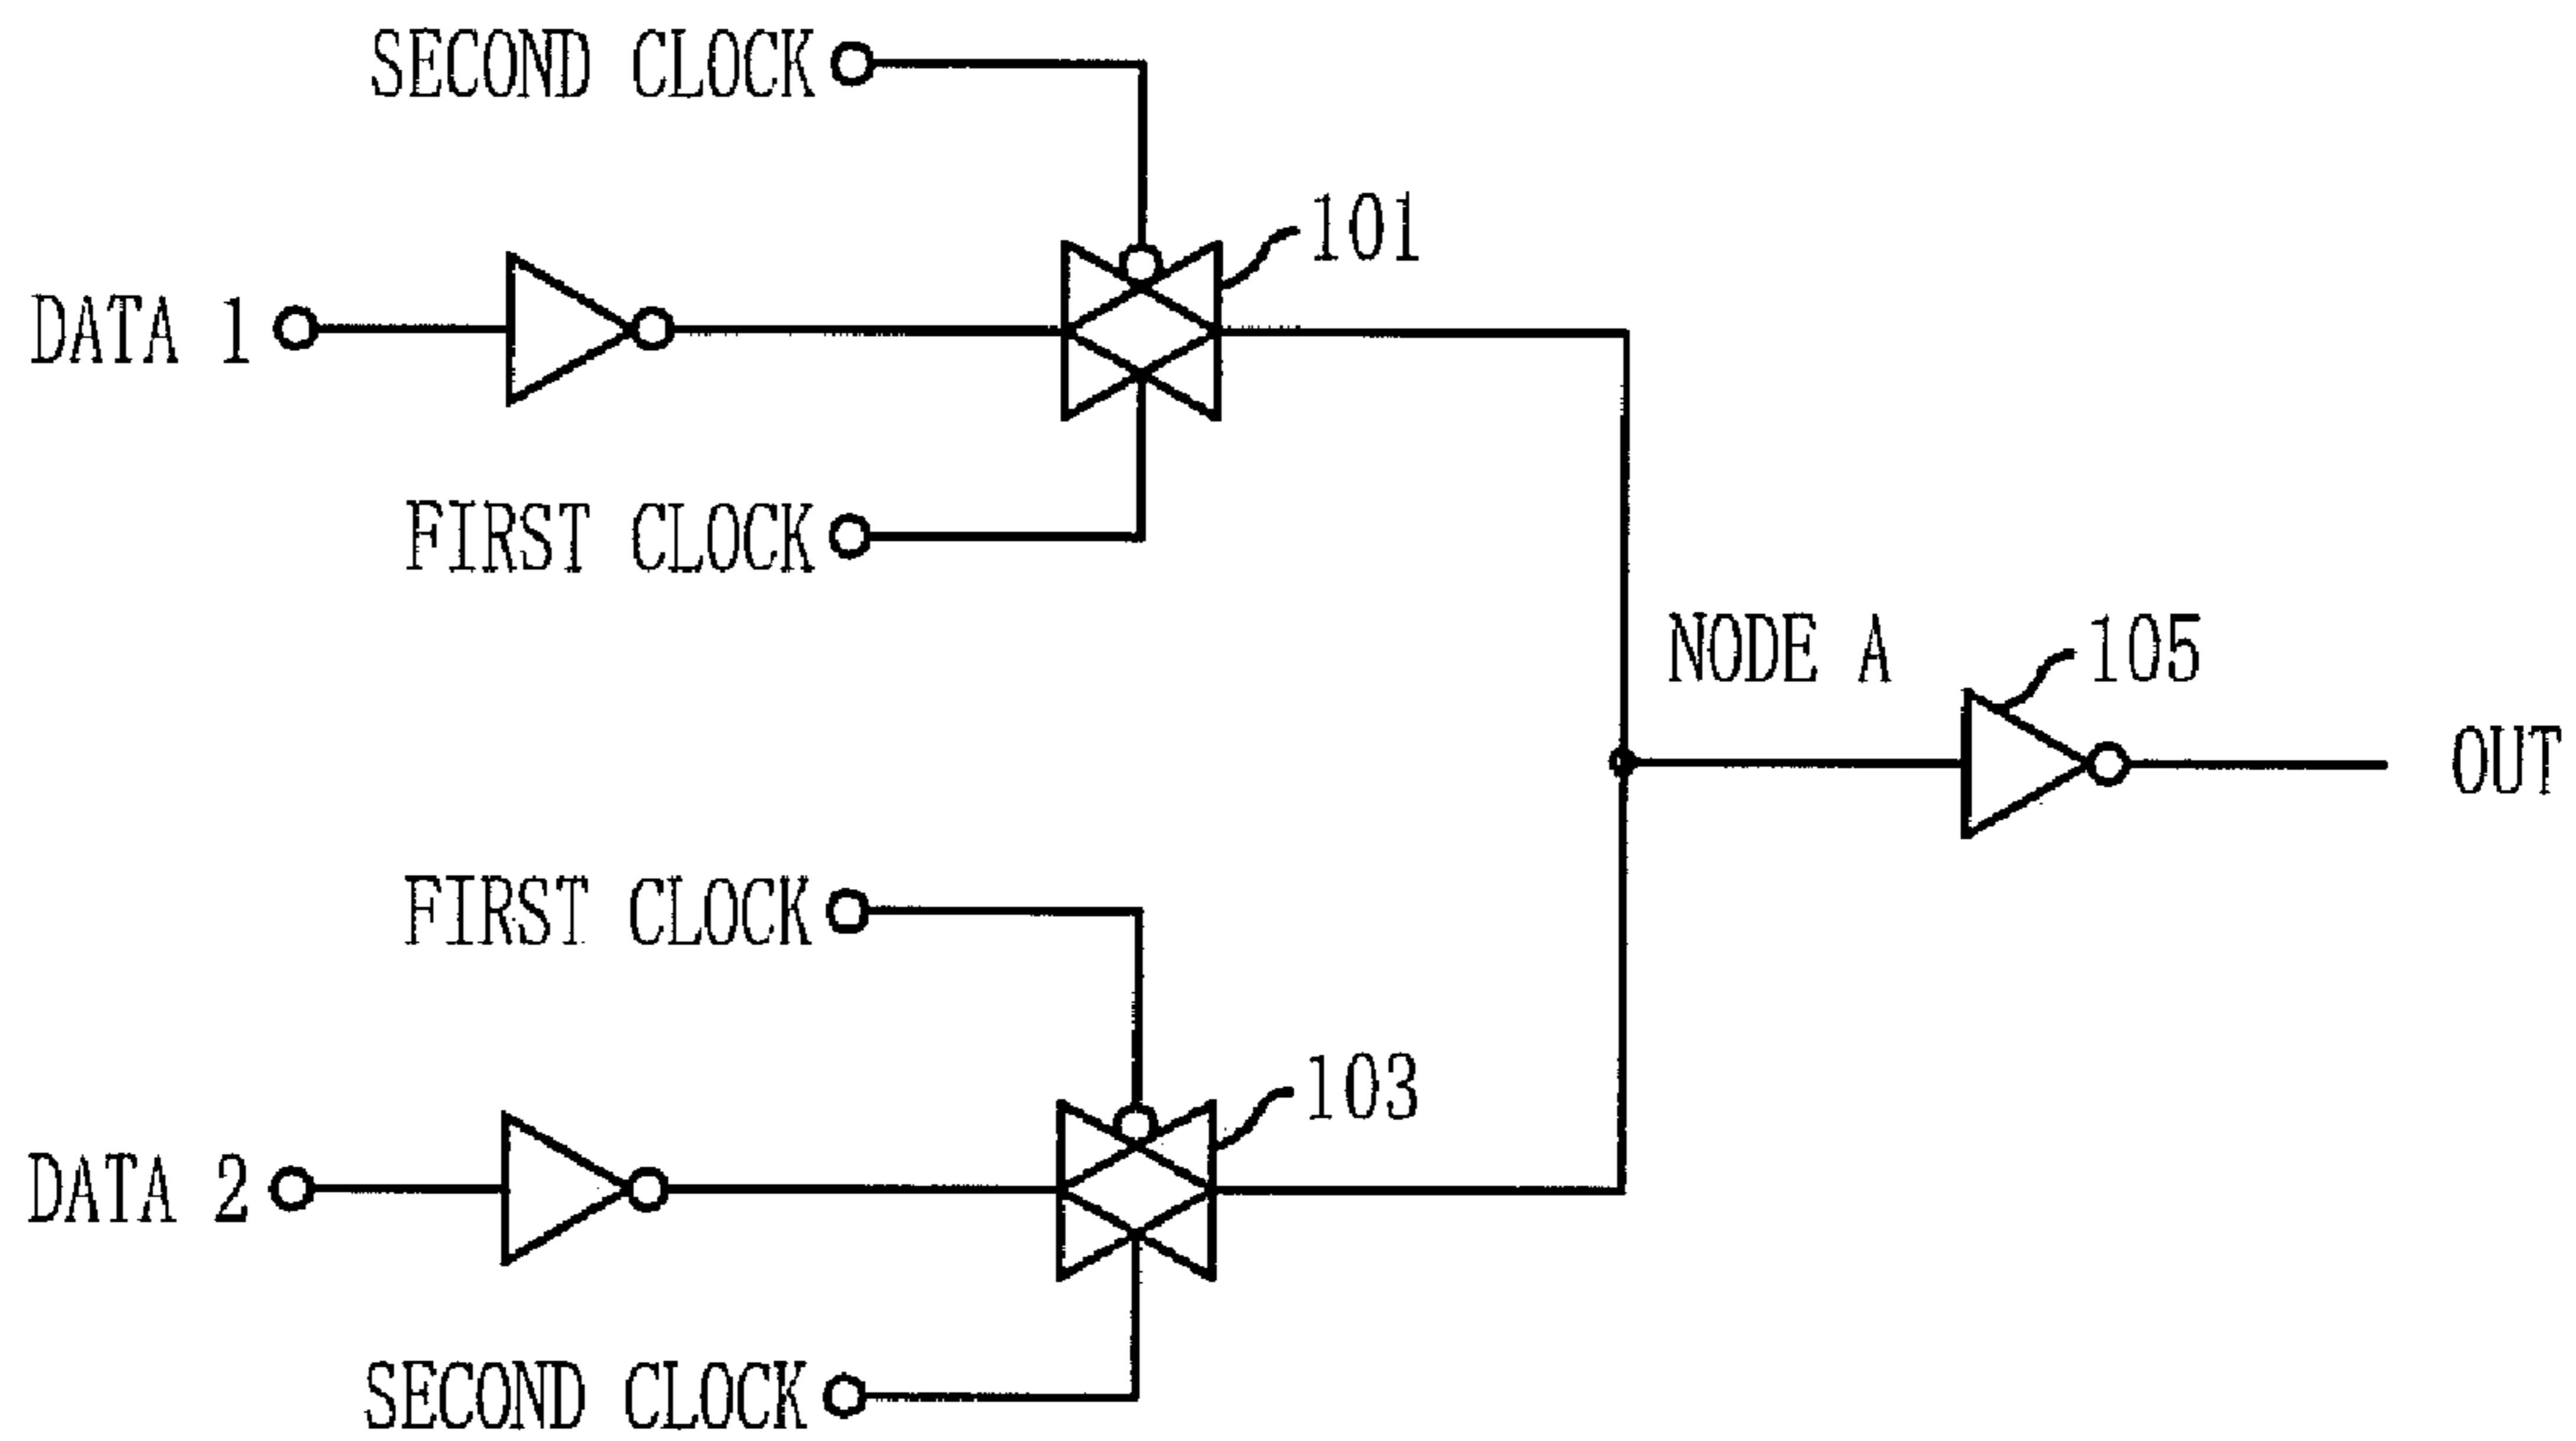 SECOND CLOCK
101
DATA 1
FIRST CLOCK
NODE A
105
OUT
FIRST CLOCK
103
DATA 2
SECOND CLOCK